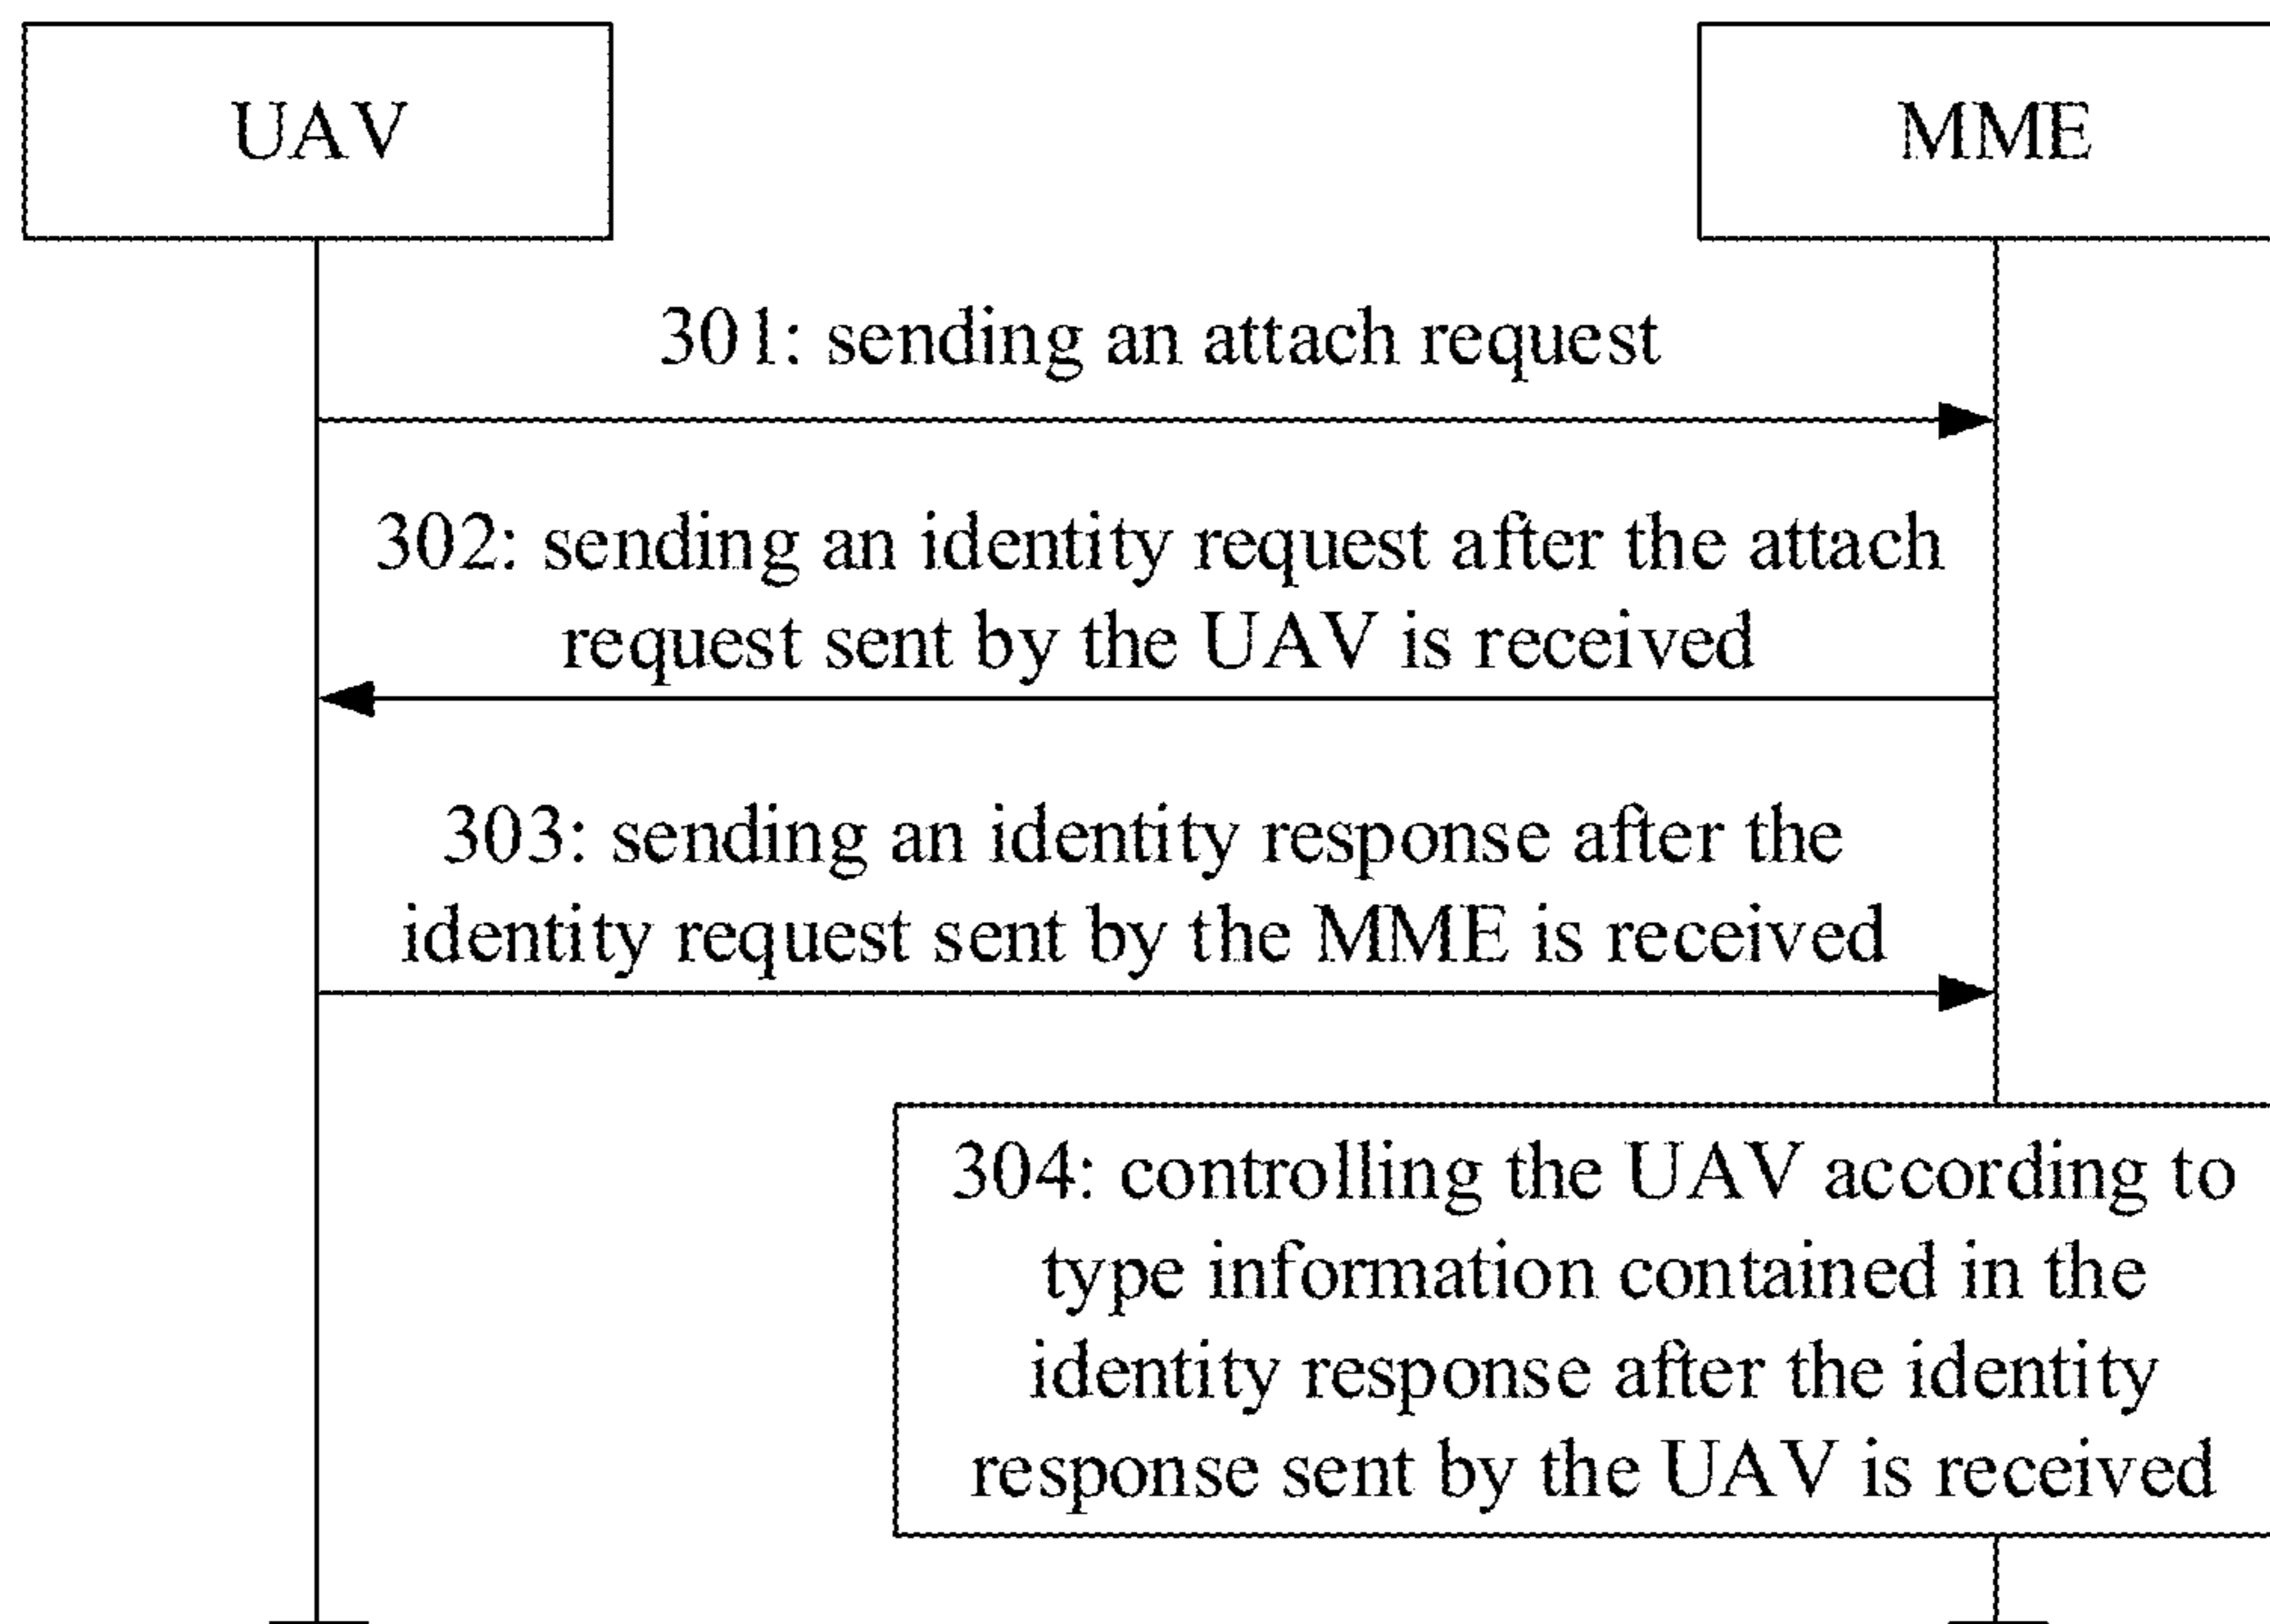 UAV
MME
301: sending an attach request
302: sending an identity request after the attach
request sent by the UAV is received
303: sending an identity response after the
identity request sent by the MME is received
304: controlling the UAV according to
type information contained in the
identity response after the identity
response sent by the UAV is received